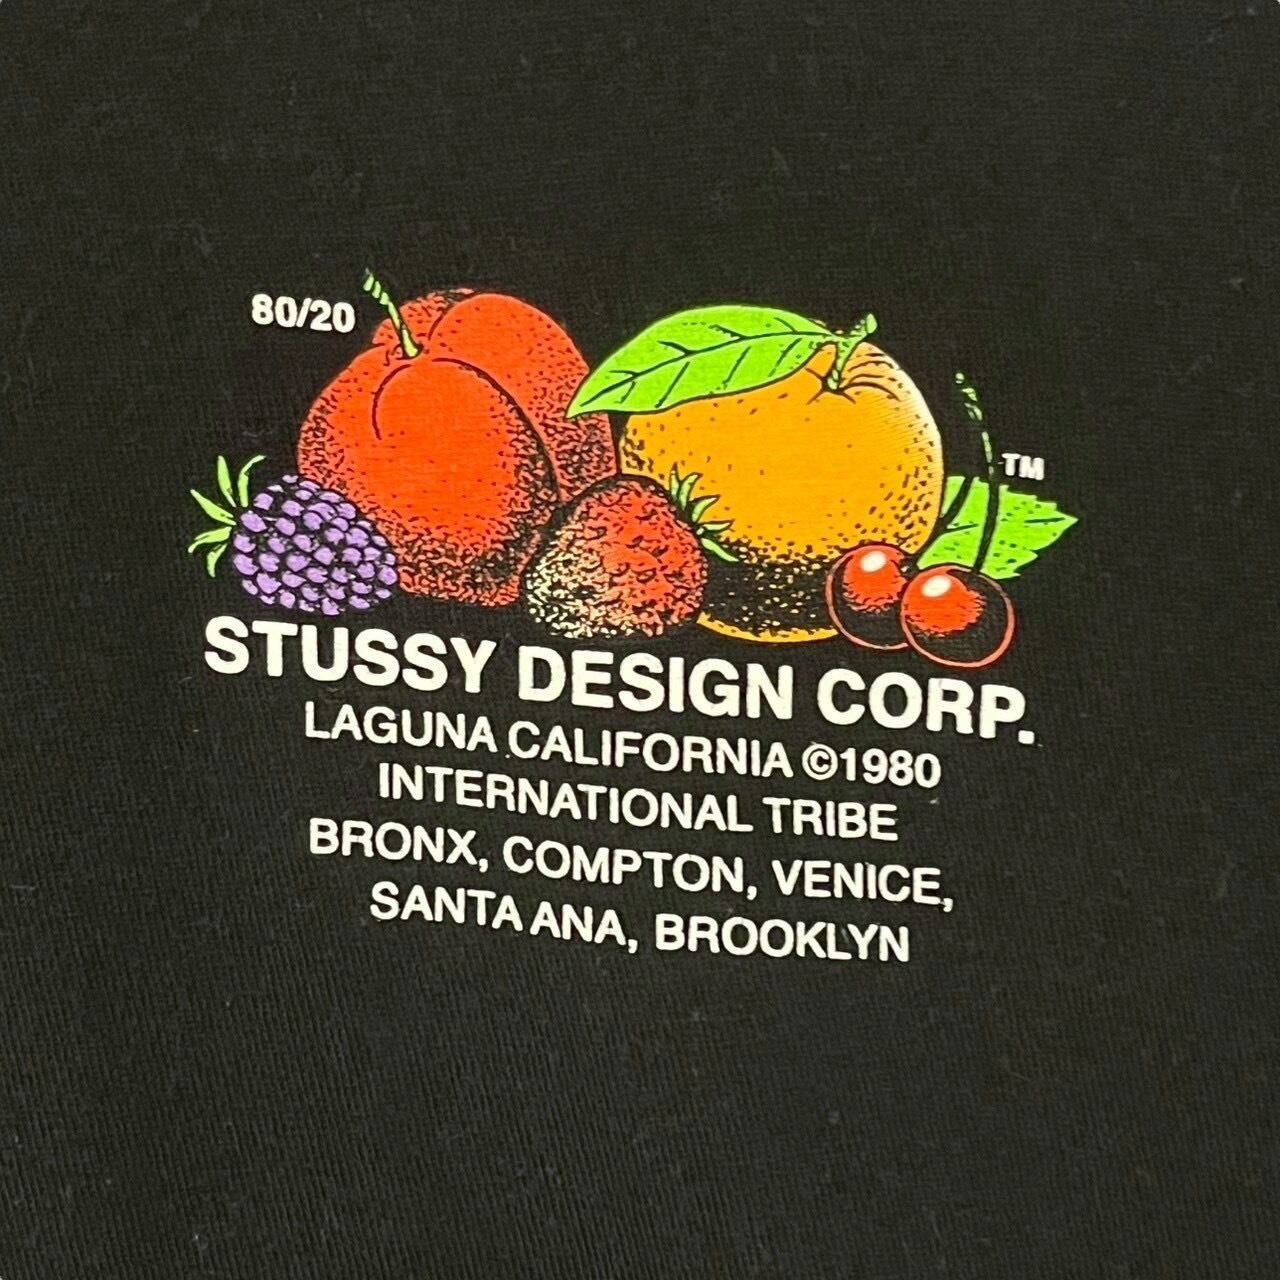 80/20
TM
STUSSY DESIGN CORP.
LAGUNA CALIFORNIA ©1980
INTERNATIONAL TRIBE
BRONX, COMPTON, VENICE,
SANTA ANA, BROOKLYN